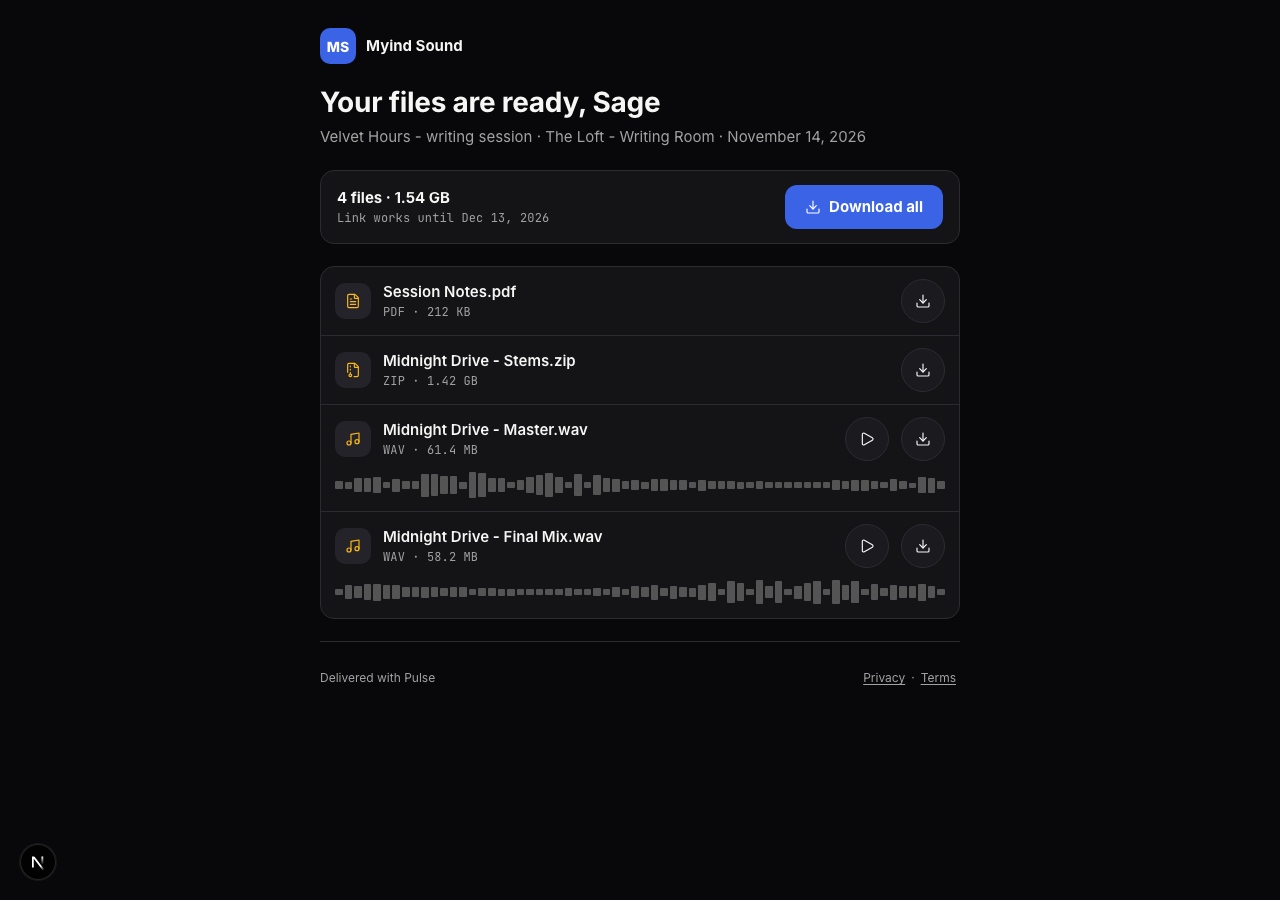 MS
Myind Sound
Your files are ready, Sage
Velvet Hours - writing session · The Loft - Writing Room · November 14, 2026
4 files · 1.54 GB
Link works until Dec 13, 2026
Download all
Session Notes.pdf
PDF · 212 KB
Midnight Drive - Stems.zip
ZIP · 1.42 GB
Midnight Drive - Master.wav
WAV · 61.4 MB
Midnight Drive - Final Mix.wav
WAV · 58.2 MB
Delivered with Pulse
Privacy · Terms
N